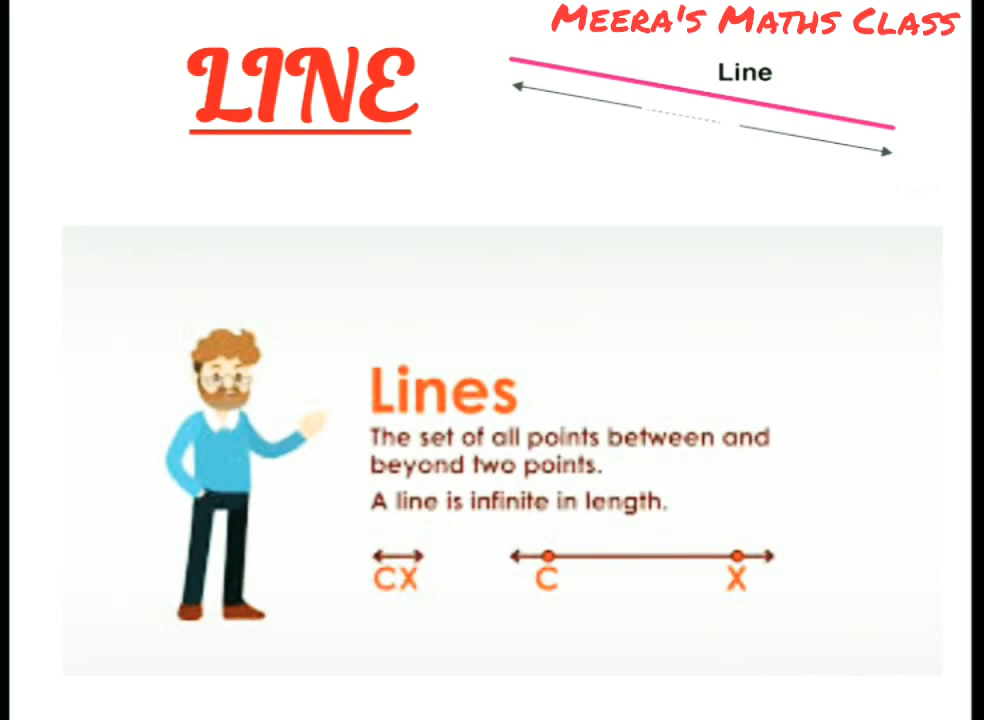 MEERA'S MATHS CLASS
LINE
Line
Lines
The set of all points between and
beyond two points.
A line is infinite in length.
CX
C X